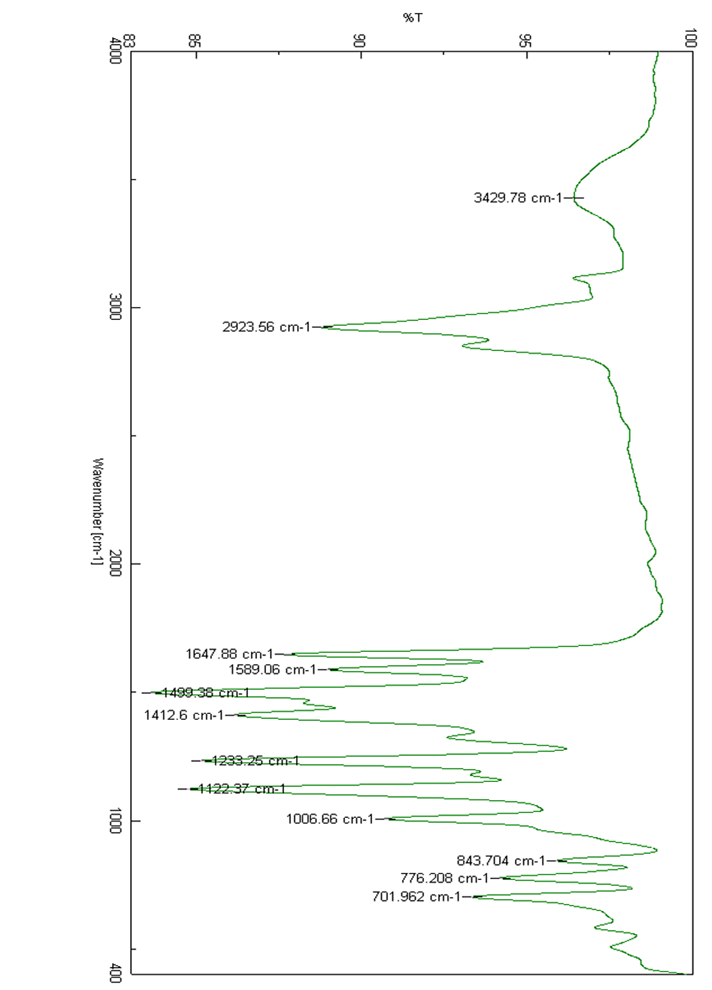 %T
83
85
90
95
100
4000
3429.78 cm-1
3000
2923.56 cm-1
Wavenumber [cm-1]
2000
1647.88 cm-1
1589.06 cm-1
1499.38 cm-1
1412.6 cm-1
1233.25 cm-1
1122.37 cm-1
1000
1006.66 cm-1
843.704 cm-1
776.208 cm-1
701.962 cm-1
400